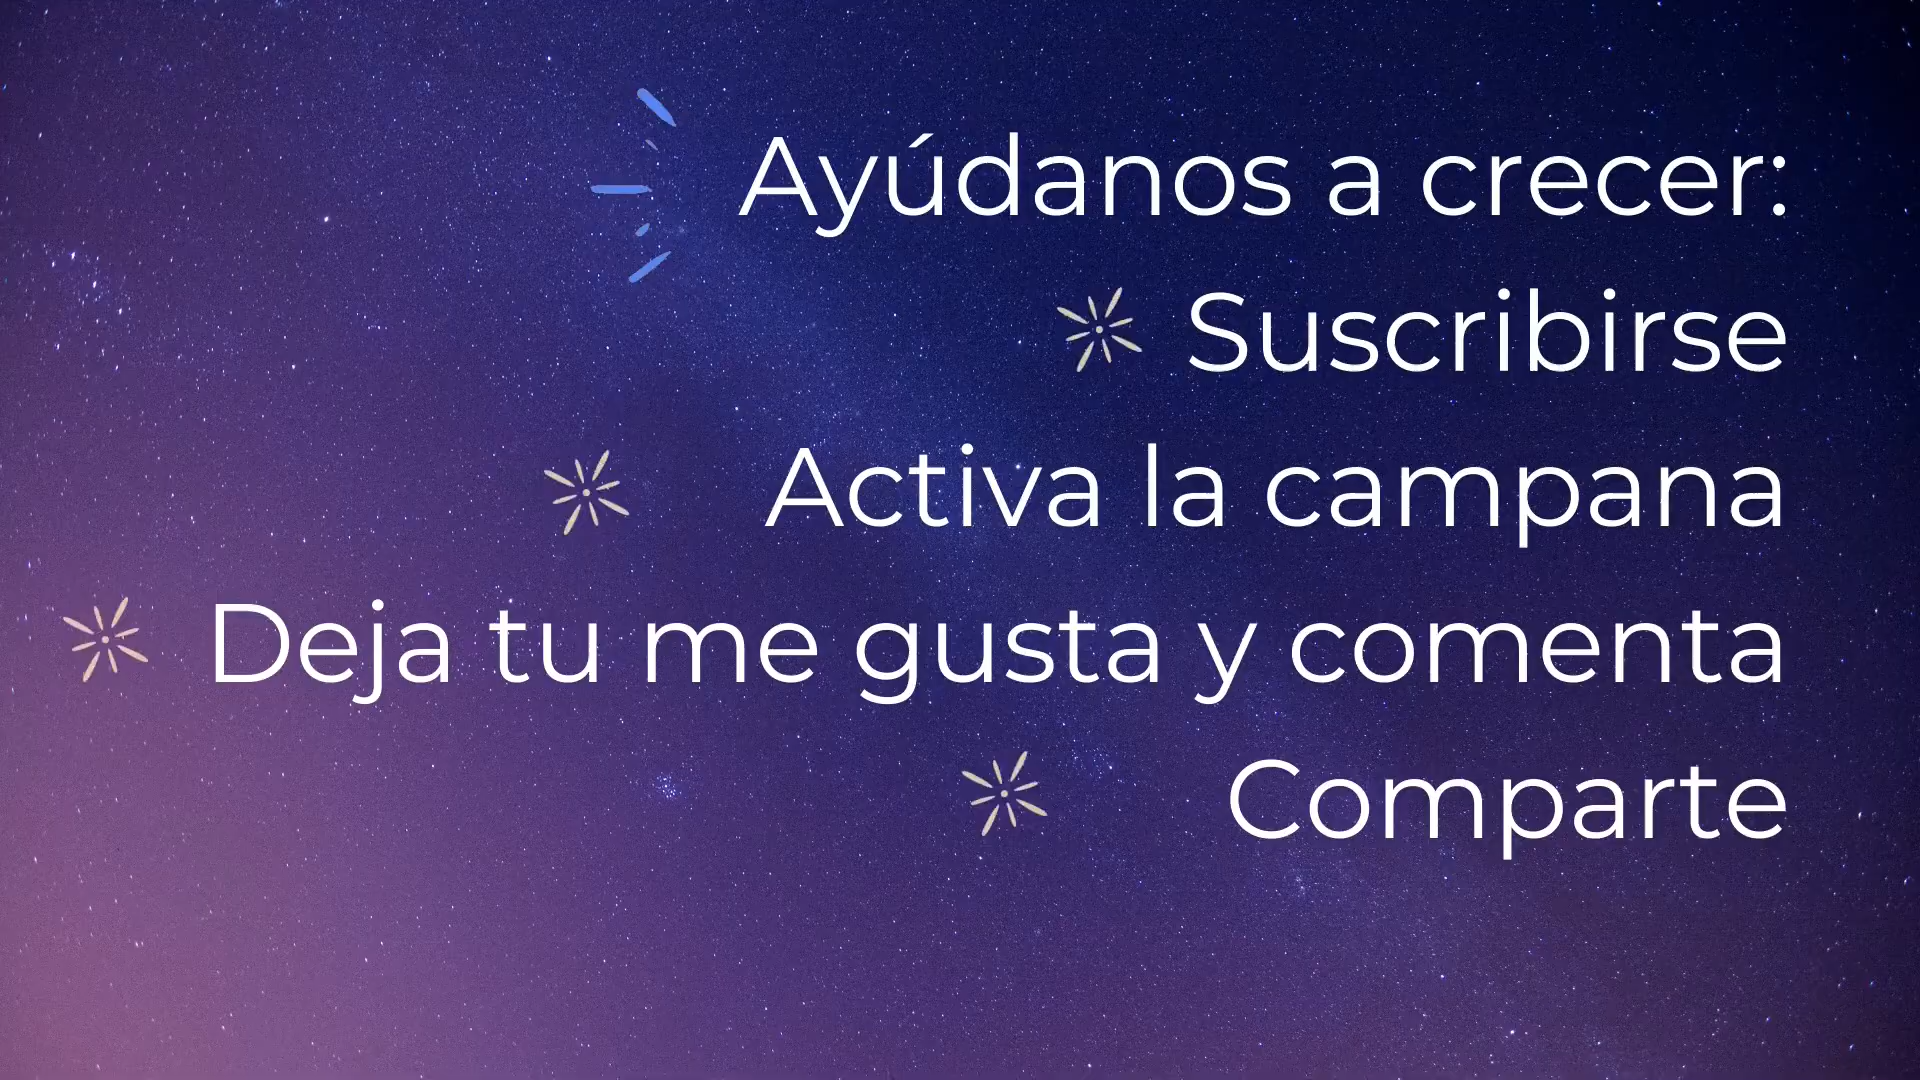 Ayúdanos a crecer:
Suscribirse
Activa la campana
Deja tu me gusta y comenta
Comparte